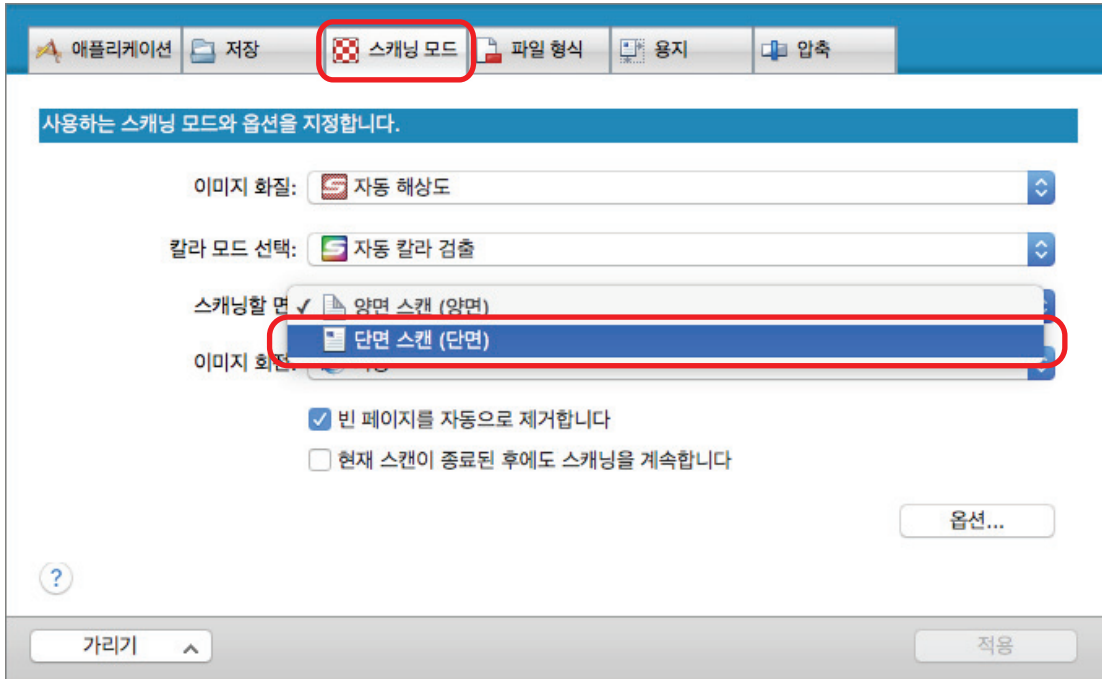 애플리케이션 저장 스캐닝 모드 파일 형식 용지 압축
사용하는 스캐닝 모드와 옵션을 지정합니다.
이미지 화질: 자동 해상도
칼라 모드 선택: 자동 칼라 검출
스캐닝할 면 ✓ 양면 스캔 (양면)
단면 스캔 (단면)
이미지 회전:
빈 페이지를 자동으로 제거합니다
현재 스캔이 종료된 후에도 스캐닝을 계속합니다
옵션...
?
가리기 적용